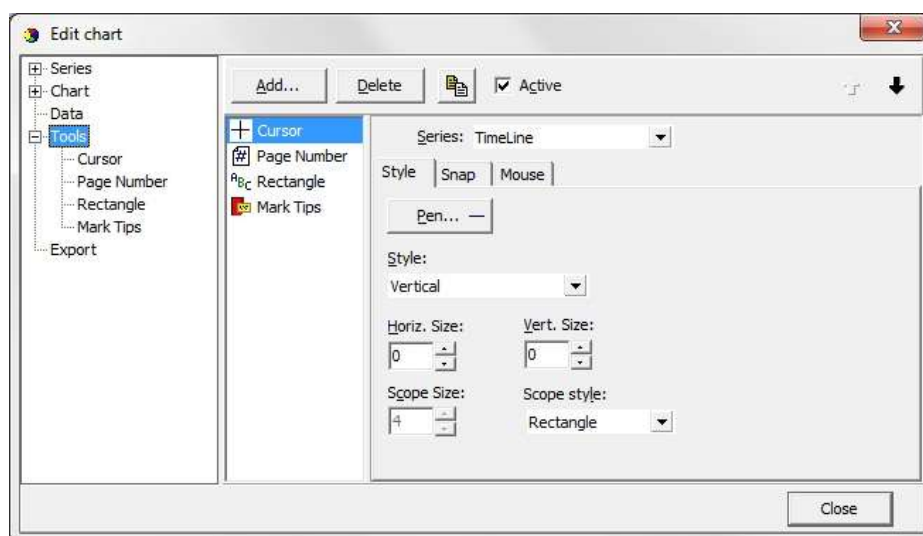 Edit chart
Series
Chart
Data
Tools
Cursor
Page Number
Rectangle
Mark Tips
Export
Add... Delete Active
Cursor
Page Number
Rectangle
Mark Tips
Series: TimeLine
Style Snap Mouse
Pen...
Style:
Vertical
Horiz. Size: Vert. Size:
0 0
Scope Size: Scope style:
4 Rectangle
Close